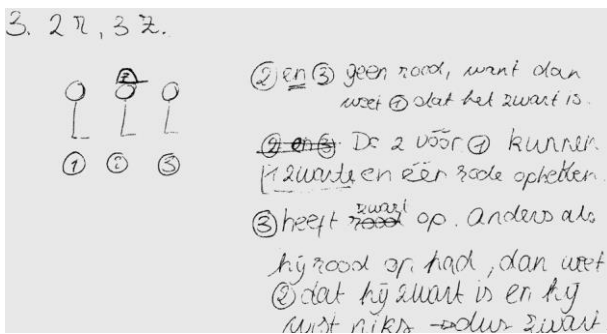 3. 2 r, 3 z.
z
① ② ③
② en ③ geen rood, want dan
weet ① dat het zwart is.
② en ③ De 2 vóór ① kunnen
1 zwarte en één rode ophebben.
③ heeft rood zwart op. Anders als
hij rood op had, dan weet
② dat hij zwart is en hij
wist niks → dus zwart